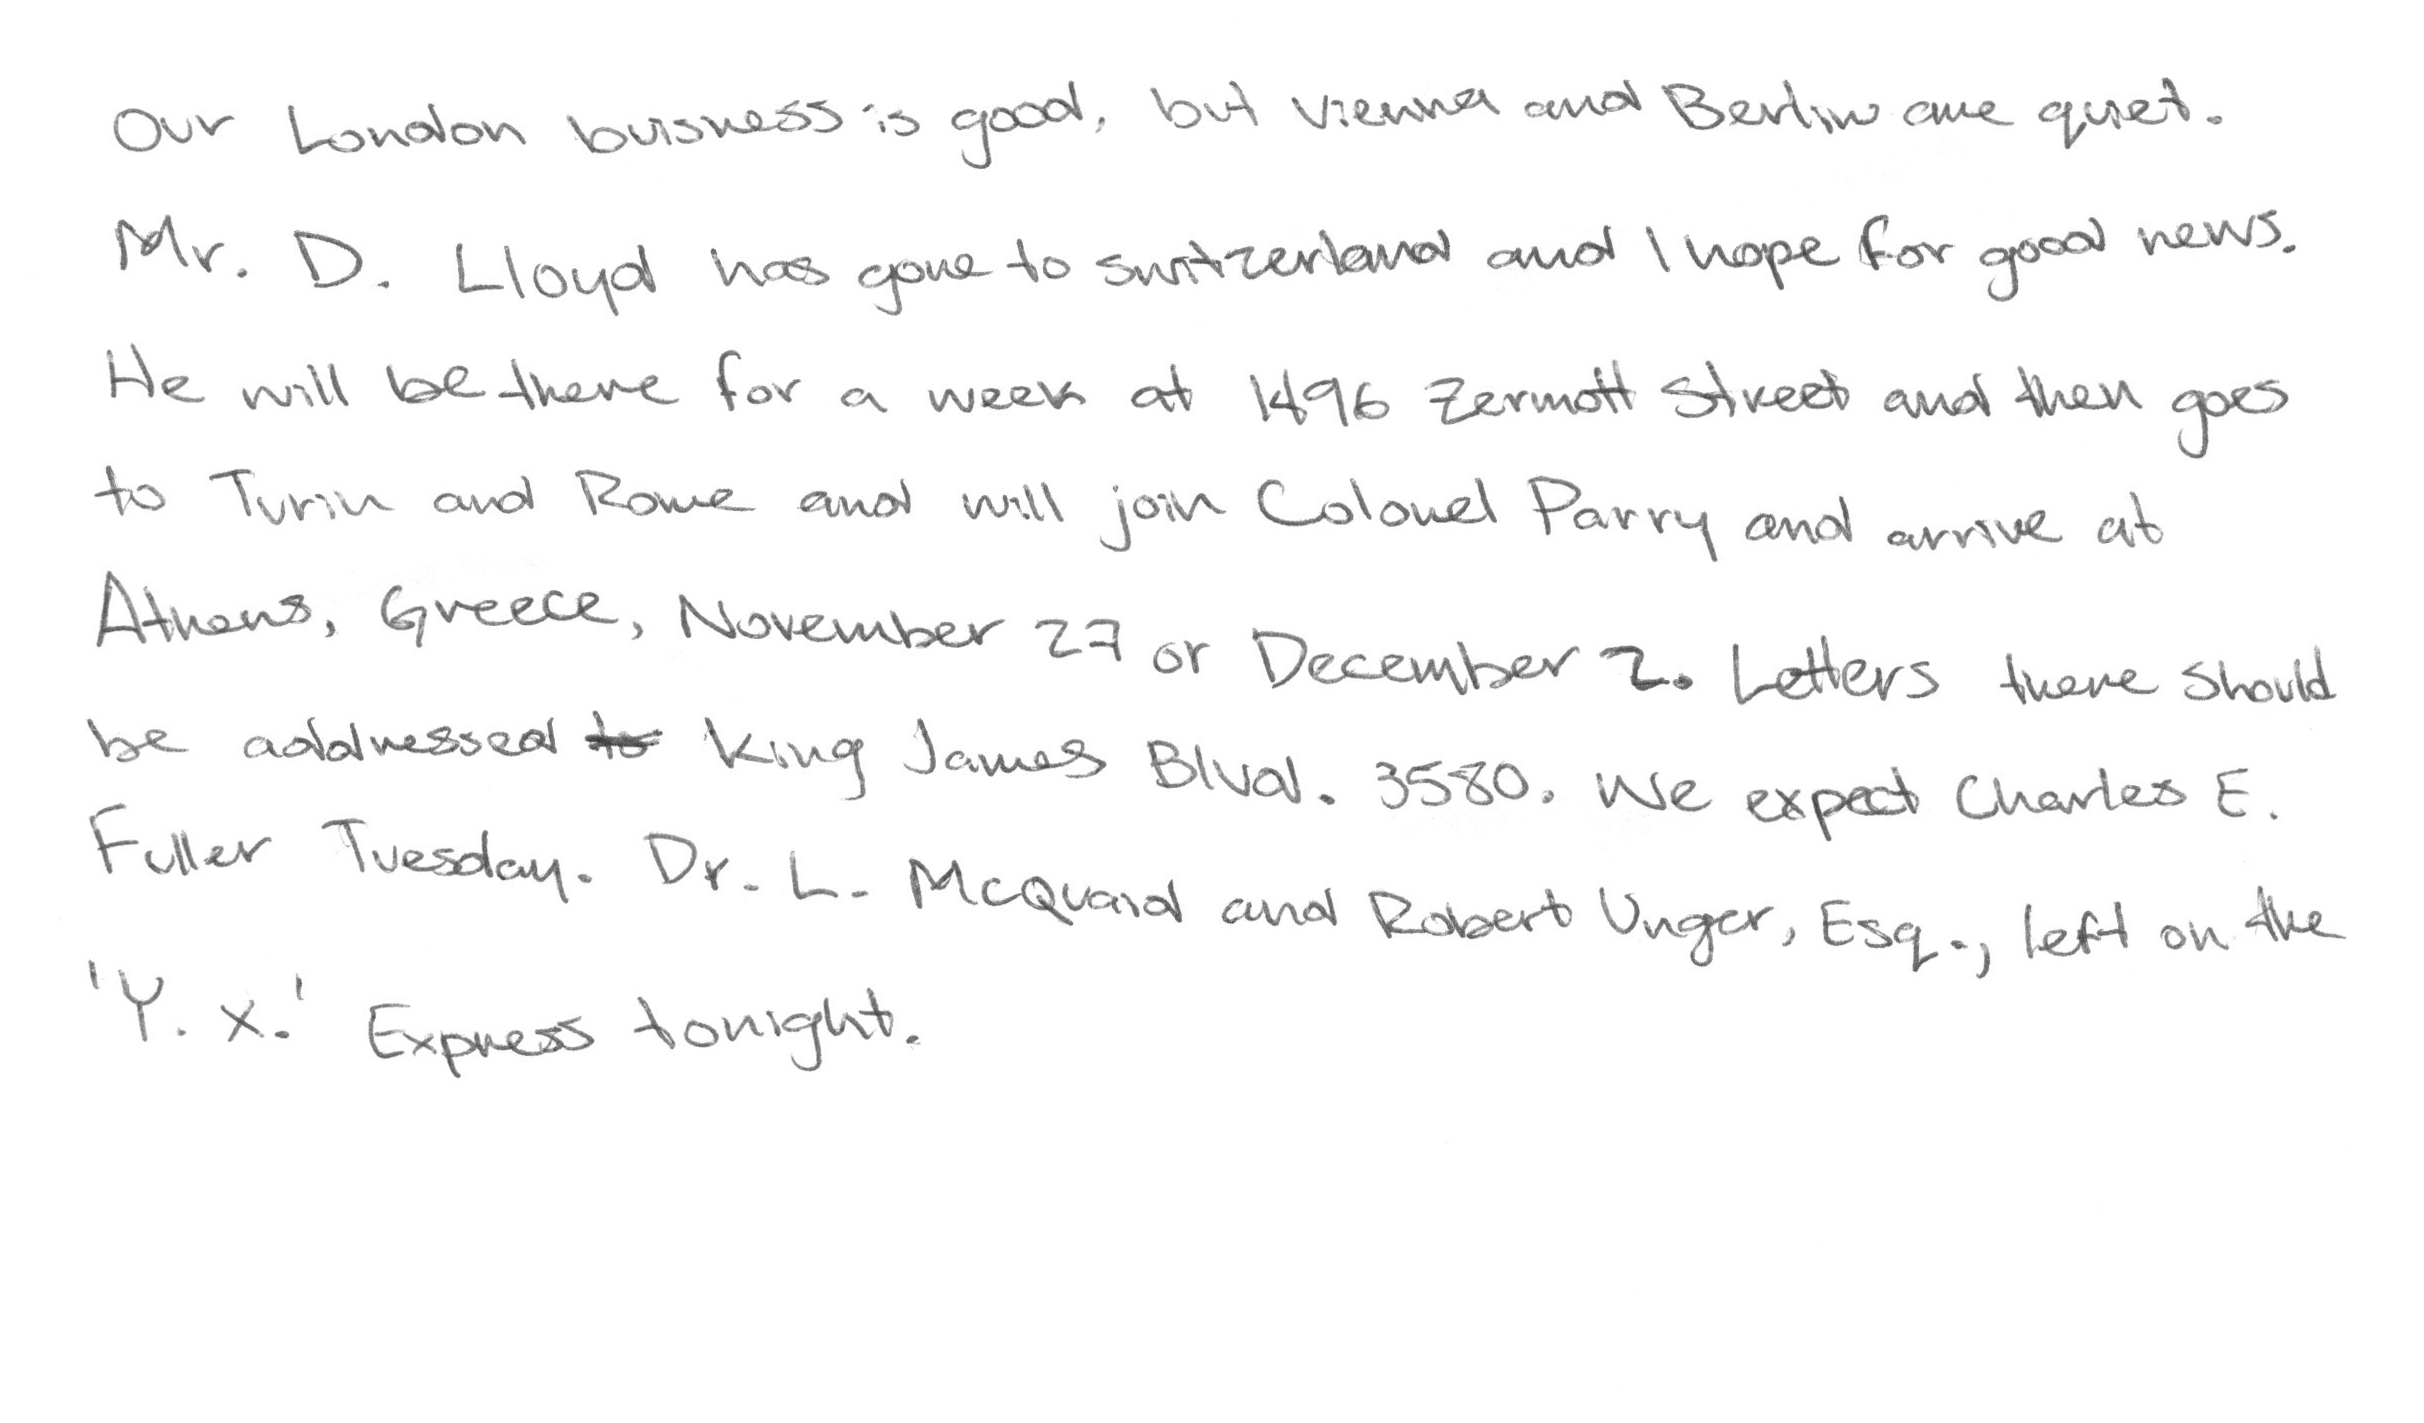 Our London buisness is good, but Vienna and Berlin are quiet.
Mr. D. Lloyd has gone to Switzerland and I hope for good news.
He will be there for a week at 1496 Zermott Street and then goes
to Turin and Rome and will join Colonel Parry and arrive at
Athens, Greece, November 27 or December 2. Letters there should
be addressed to King James Blvd. 3580. We expect Charles E.
Fuller Tuesday. Dr. L. McQuaid and Robert Unger, Esq., left on the
'Y. X.' Express tonight.